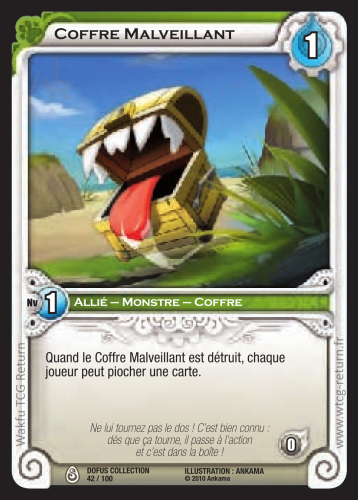 Coffre Malveillant
1
Nv 1
Allié – Monstre – Coffre
Quand le Coffre Malveillant est détruit, chaque
joueur peut piocher une carte.
Ne lui tournez pas le dos ! C'est bien connu :
dès que ça tourne, il passe à l'action
et c'est dans la boîte !
0
DOFUS COLLECTION
42 / 100
ILLUSTRATION : ANKAMA
© 2010 Ankama
Wakfu TCG Return
www.wtcg-return.fr